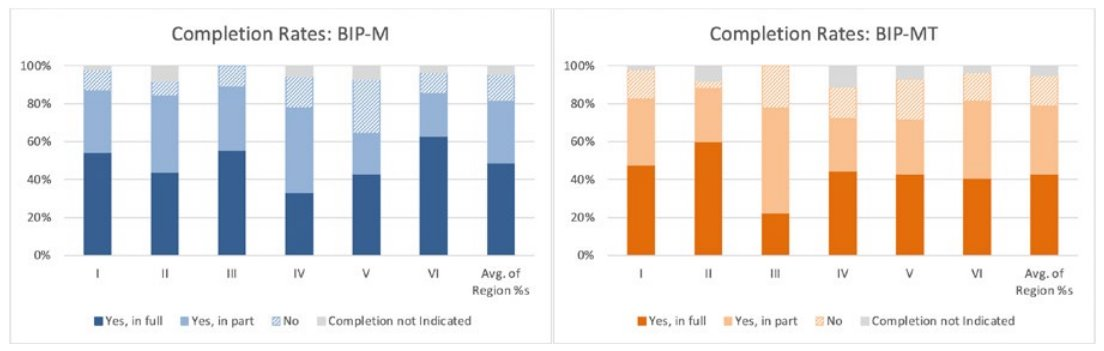 Completion Rates: BIP-M
100%
80%
60%
40%
20%
0%
I II III IV V VI Avg. of
Region %s
Yes, in full Yes, in part No Completion not Indicated
Completion Rates: BIP-MT
100%
80%
60%
40%
20%
0%
I II III IV V VI Avg. of
Region %s
Yes, in full Yes, in part No Completion not Indicated